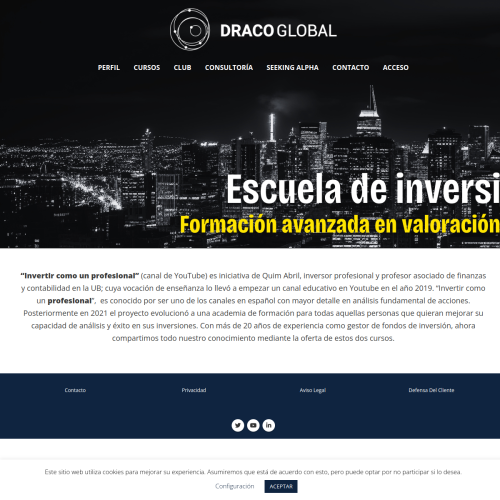 DRACO GLOBAL
PERFIL CURSOS CLUB CONSULTORÍA SEEKING ALPHA CONTACTO ACCESO
Escuela de inversi
Formación avanzada en valoración
“Invertir como un profesional” (canal de YouTube) es iniciativa de Quim Abril, inversor profesional y profesor asociado de finanzas
y contabilidad en la UB; cuya vocación de enseñanza lo llevó a empezar un canal educativo en Youtube en el año 2019. “Invertir como
un profesional”, es conocido por ser uno de los canales en español con mayor detalle en análisis fundamental de acciones.
Posteriormente en 2021 el proyecto evolucionó a una academia de formación para todas aquellas personas que quieran mejorar su
capacidad de análisis y éxito en sus inversiones. Con más de 20 años de experiencia como gestor de fondos de inversión, ahora
compartimos todo nuestro conocimiento mediante la oferta de estos dos cursos.
Contacto Privacidad Aviso Legal Defensa Del Cliente
Este sitio web utiliza cookies para mejorar su experiencia. Asumiremos que está de acuerdo con esto, pero puede optar por no participar si lo desea.
Configuración ACEPTAR